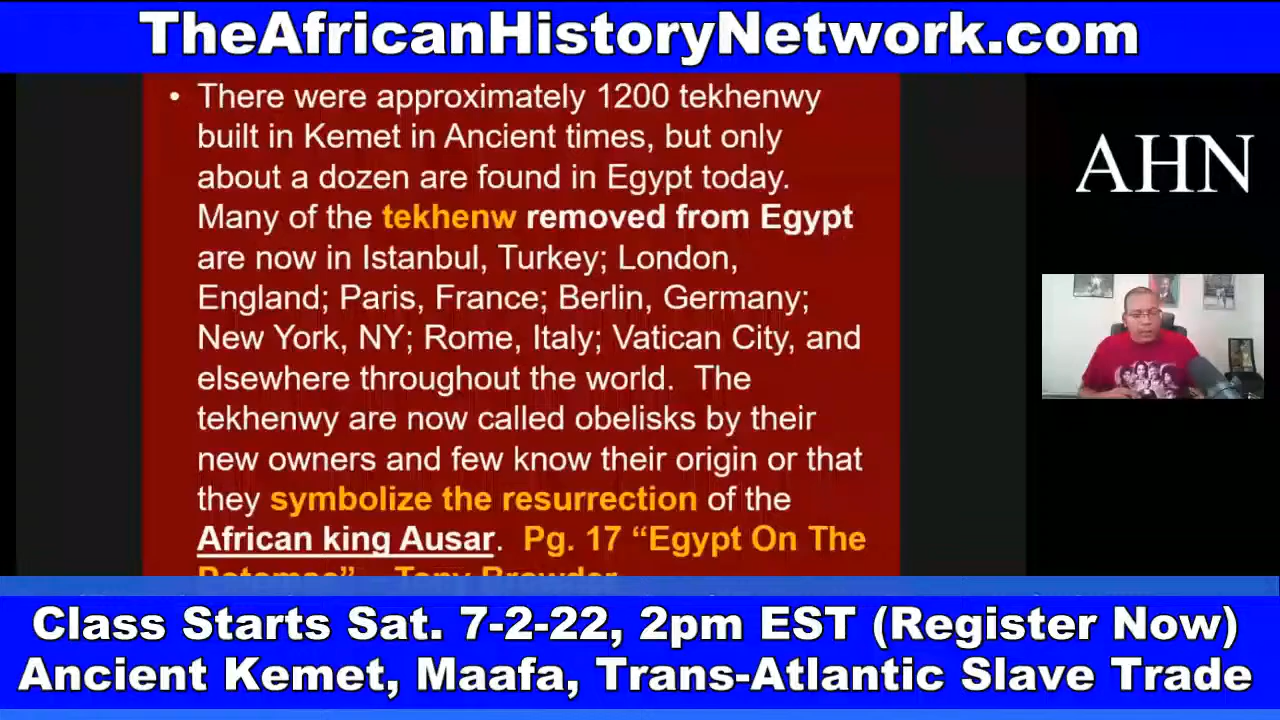 TheAfricanHistoryNetwork.com
• There were approximately 1200 tekhenwy
built in Kemet in Ancient times, but only
about a dozen are found in Egypt today.
Many of the tekhenw removed from Egypt
are now in Istanbul, Turkey; London,
England; Paris, France; Berlin, Germany;
New York, NY; Rome, Italy; Vatican City, and
elsewhere throughout the world. The
tekhenwy are now called obelisks by their
new owners and few know their origin or that
they symbolize the resurrection of the
African king Ausar. Pg. 17 “Egypt On The
Potomac” – Tony Browder
AHN
Class Starts Sat. 7-2-22, 2pm EST (Register Now)
Ancient Kemet, Maafa, Trans-Atlantic Slave Trade